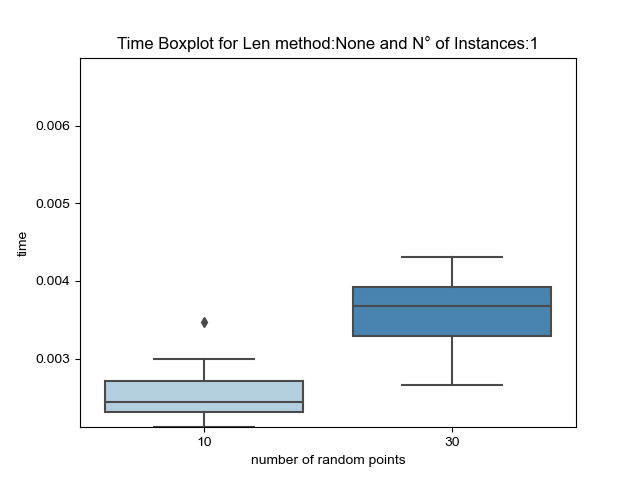 Time Boxplot for Len method:None and N° of Instances:1
0.006
0.005
0.004
0.003
time
10
30
number of random points